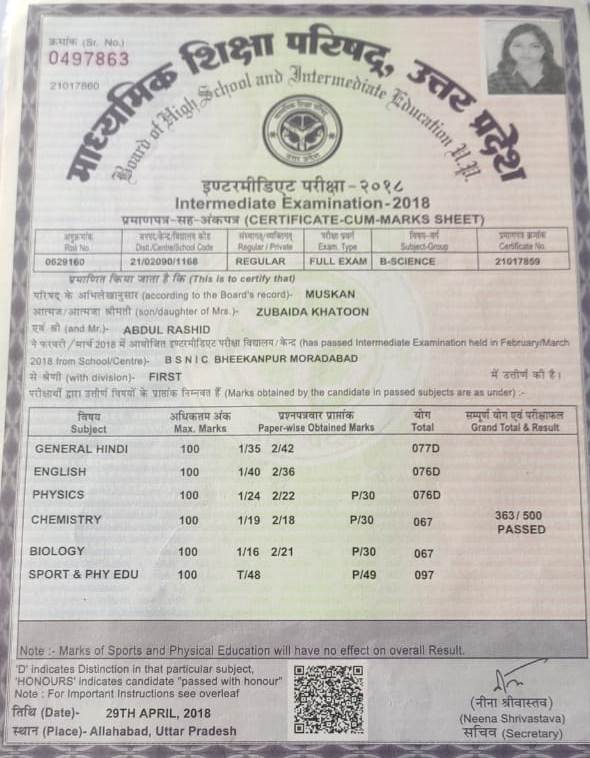 क्रमांक (Sr. No.)
0497863
21017860
माध्यमिक शिक्षा परिषद, उत्तर प्रदेश
Board of High School and Intermediate Education U.P.
इण्टरमीडिएट परीक्षा-२०१८
Intermediate Examination-2018
प्रमाणपत्र-सह-अंकपत्र (CERTIFICATE-CUM-MARKS SHEET)
अनुक्रमांक जनपद/केन्द्र/विद्यालय कोड संस्थागत/व्यक्तिगत परीक्षा प्रवर्ग विषय-वर्ग प्रमाणपत्र क्रमांक
Roll No. Dist./Centre/School Code Regular / Private Exam. Type Subject-Group Certificate No.
0629160 21/02090/1168 REGULAR FULL EXAM B-SCIENCE 21017859
प्रमाणित किया जाता है कि (This is to certify that)
परिषद के अभिलेखानुसार (according to the Board's record)- MUSKAN
आत्मज/आत्मजा श्रीमती (son/daughter of Mrs.)- ZUBAIDA KHATOON
एवं श्री (and Mr.)- ABDUL RASHID
ने फरवरी /मार्च 2018 में आयोजित इण्टरमीडिएट परीक्षा विद्यालय/केन्द्र (has passed Intermediate Examination held in February/March
2018 from School/Centre)- B S N I C BHEEKANPUR MORADABAD
से श्रेणी (with division)- FIRST में उत्तीर्ण की है।
परीक्षार्थी द्वारा उत्तीर्ण विषयों के प्राप्तांक निम्नवत हैं (Marks obtained by the candidate in passed subjects are as under) :-
विषय अधिकतम अंक प्रश्नपत्रवार प्राप्तांक योग सम्पूर्ण योग एवं परीक्षाफल
Subject Max. Marks Paper-wise Obtained Marks Total Grand Total & Result
GENERAL HINDI 100 1/35 2/42 077D
ENGLISH 100 1/40 2/36 076D
PHYSICS 100 1/24 2/22 P/30 076D
CHEMISTRY 100 1/19 2/18 P/30 067 363/ 500
PASSED
BIOLOGY 100 1/16 2/21 P/30 067
SPORT & PHY EDU 100 T/48 P/49 097
Note :- Marks of Sports and Physical Education will have no effect on overall Result.
'D' indicates Distinction in that particular subject,
'HONOURS' indicates candidate "passed with honour"
Note : For Important Instructions see overleaf
तिथि (Date)- 29TH APRIL, 2018
स्थान (Place)- Allahabad, Uttar Pradesh
(नीना श्रीवास्तव)
(Neena Shrivastava)
सचिव (Secretary)